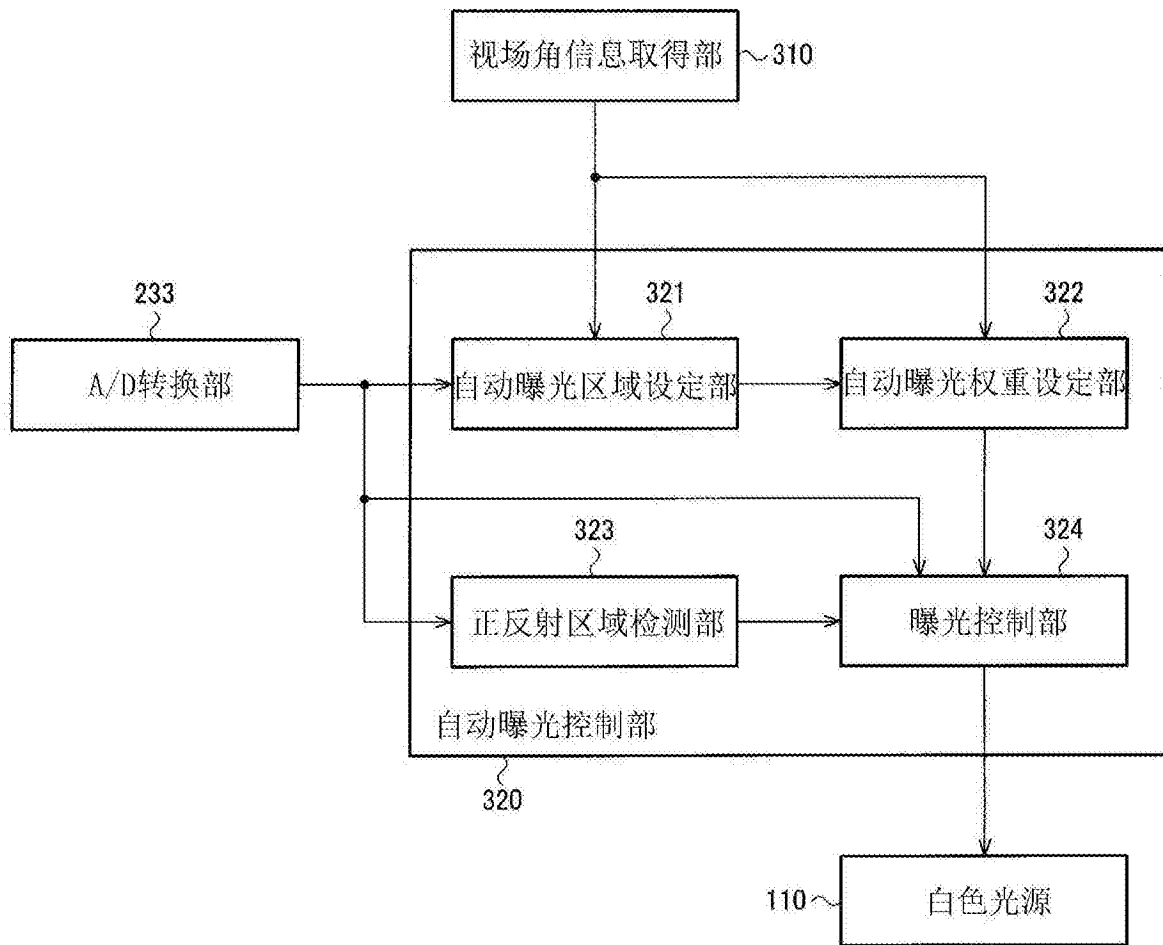 视场角信息取得部
310
233
321
322
A/D转换部
自动曝光区域设定部
自动曝光权重设定部
323
324
正反射区域检测部
曝光控制部
自动曝光控制部
320
110
白色光源